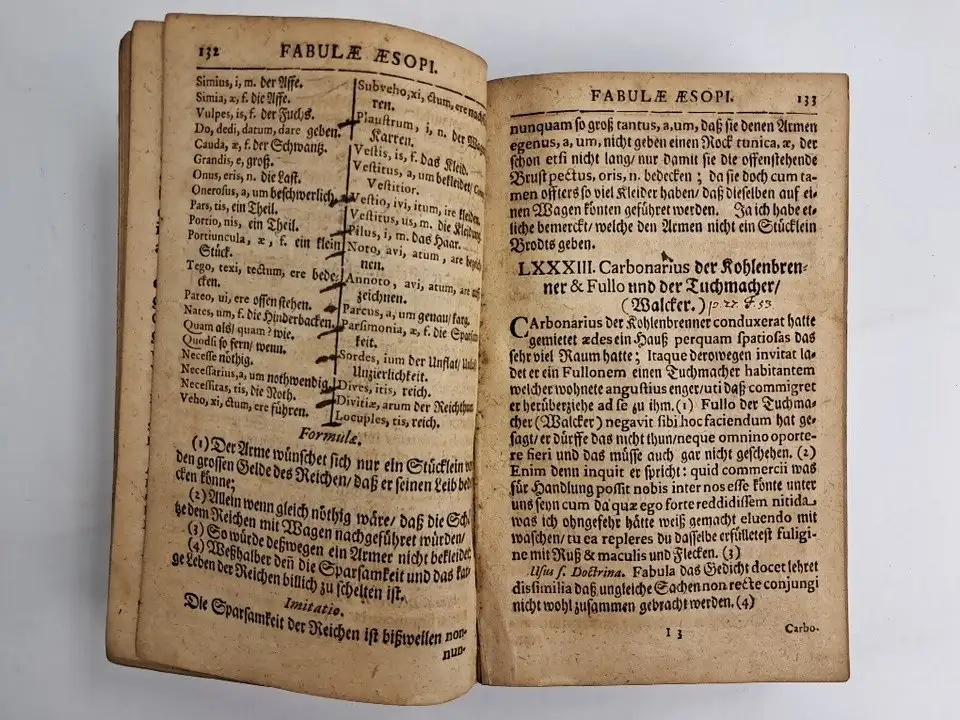 132 FABULÆ ÆSOPI.
Simius, i, m. der Affe.
Simia, æ, f. die Affe.
Vulpes, is, f. der Fuchs.
Do, dedi, datum, dare geben.
Cauda, æ, f. der Schwantz.
Grandis, e, groß.
Onus, eris, n. die Last.
Onerosus, a, um beschwerlich.
Pars, tis, ein Theil.
Portio, nis, ein Theil.
Portiuncula, æ, f. ein klein
Stück.
Tego, texi, tectum, ere bede-
cken.
Pateo, ui, ere offen stehen.
Nates, um, f. die Hinderbacken.
Quam als/ quam? wie.
Quodsi so fern/ wenn.
Necesse nöthig.
Necessarius, a, um nothwendig.
Necessitas, tis, die Noth.
Veho, xi, ctum, ere führen.
Subveho, xi, ctum, ere
ren.
Plaustrum, i, n. der
Karren.
Vestis, is, f. das Kleid.
Vestitus, a, um bekleidet/
Vestitior.
Vestio, ivi, itum, ire kleiden.
Vestitus, us, m. die Kleidung.
Pilus, i, m. das Haar.
Noto, avi, atum, are
nen.
Annoto, avi, atum, are
zeichnen.
Parcus, a, um genau/ karg.
Parsimonia, æ, f. die
keit.
Sordes, ium der Unflat/
Unzierlichkeit.
Dives, itis, reich.
Divitiæ, arum der Reichthum
Locuples, tis, reich.
Formulæ.
(1) Der Arme wünschet sich nur ein Stücklein
den grossen Gelde des Reichen/ daß er seinen Leib
cken könne;
(2) Allein wenn gleich nöthig wäre/ daß die
tze dem Reichen mit Wagen nachgeführet würden/
(3) So würde deßwegen ein Armer nicht bekleidet
(4) Weßhalber deñ die Sparsamkeit und das
ge Leben der Reichen billich zu schelten ist.
Imitatio.
Die Sparsamkeit der Reichen ist bißweilen non-
nun-
FABULÆ ÆSOPI. 133
nunquam so groß tantus, a, um, daß sie denen Armen
egenus, a, um, nicht geben einen Rock tunica, æ, der
schon etsi nicht lang/ nur damit sie die offenstehende
Brust pectus, oris, n. bedecken; da sie doch cum ta-
men offters so viel Kleider haben/ daß dieselben auf ei-
nen Wagen könten geführet werden. Ja ich habe et-
liche bemerckt/ welche den Armen nicht ein Stücklein
Brodts geben.
LXXXIII. Carbonarius der Kohlenbren-
ner & Fullo und der Tuchmacher/
(Walcker.) p. 27. F. 53
CArbonarius der Kohlenbrenner conduxerat hatte
gemietet ædes ein Hauß perquam spatiosas das
sehr viel Raum hatte; Itaque derowegen invitat la-
det er ein Fullonem einen Tuchmacher habitantem
welcher wohnete angustius enger/ uti daß commigret
er herüberziehe ad se zu ihm. (1) Fullo der Tuchma-
cher (Walcker) negavit sibi hoc faciendum hat ge-
sagt/ er dürffe das nicht thun/ neque omnino oporte-
re fieri und das müsse auch gar nicht geschehen. (2)
Enim denn inquit er spricht: quid commercii was
für Handlung possit nobis inter nos esse könte unter
uns seyn cum da quæ ego forte reddidissem nitida
was ich ohngefehr hätte weiß gemacht eluendo mit
waschen/ tu ea repleres du dasselbe erfülletest fuligi-
ne mit Ruß & maculis und Flecken. (3)
Usus s. Doctrina. Fabula das Gedicht docet lehret
dissimilia daß ungleiche Sachen non recte conjungi
nicht wohl zusammen gebracht werden. (4)
I 3 Carbo-